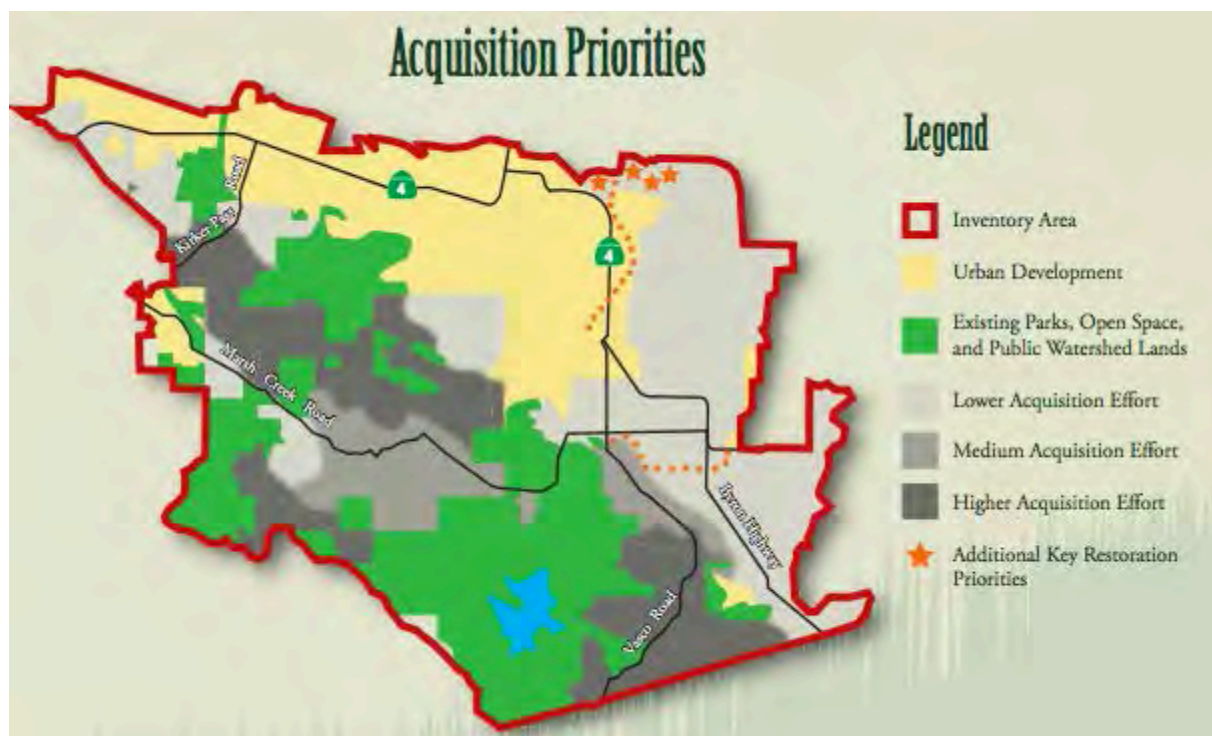 Acquisition Priorities
Legend
Inventory Area
Urban Development
Existing Parks, Open Space,
and Public Watershed Lands
Lower Acquisition Effort
Medium Acquisition Effort
Higher Acquisition Effort
Additional Key Restoration
Priorities
Kirker Pass Road
4
4
Marsh Creek Road
Byron Highway
Vasco Road